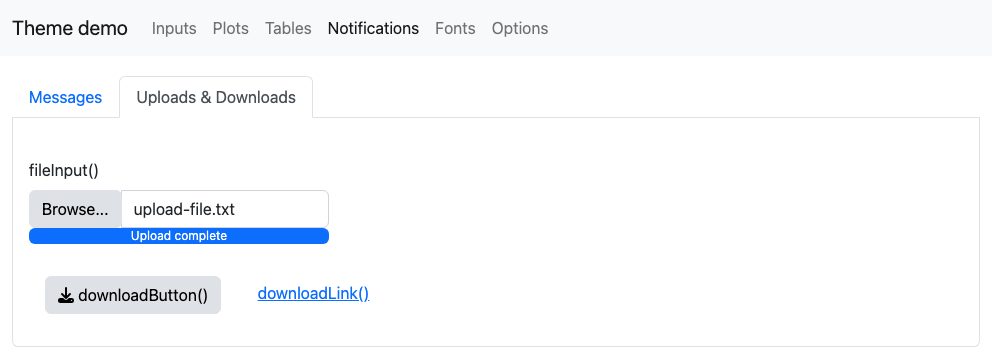 Theme demo Inputs Plots Tables Notifications Fonts Options
Messages Uploads & Downloads
fileInput()
Browse... upload-file.txt
Upload complete
downloadButton() downloadLink()